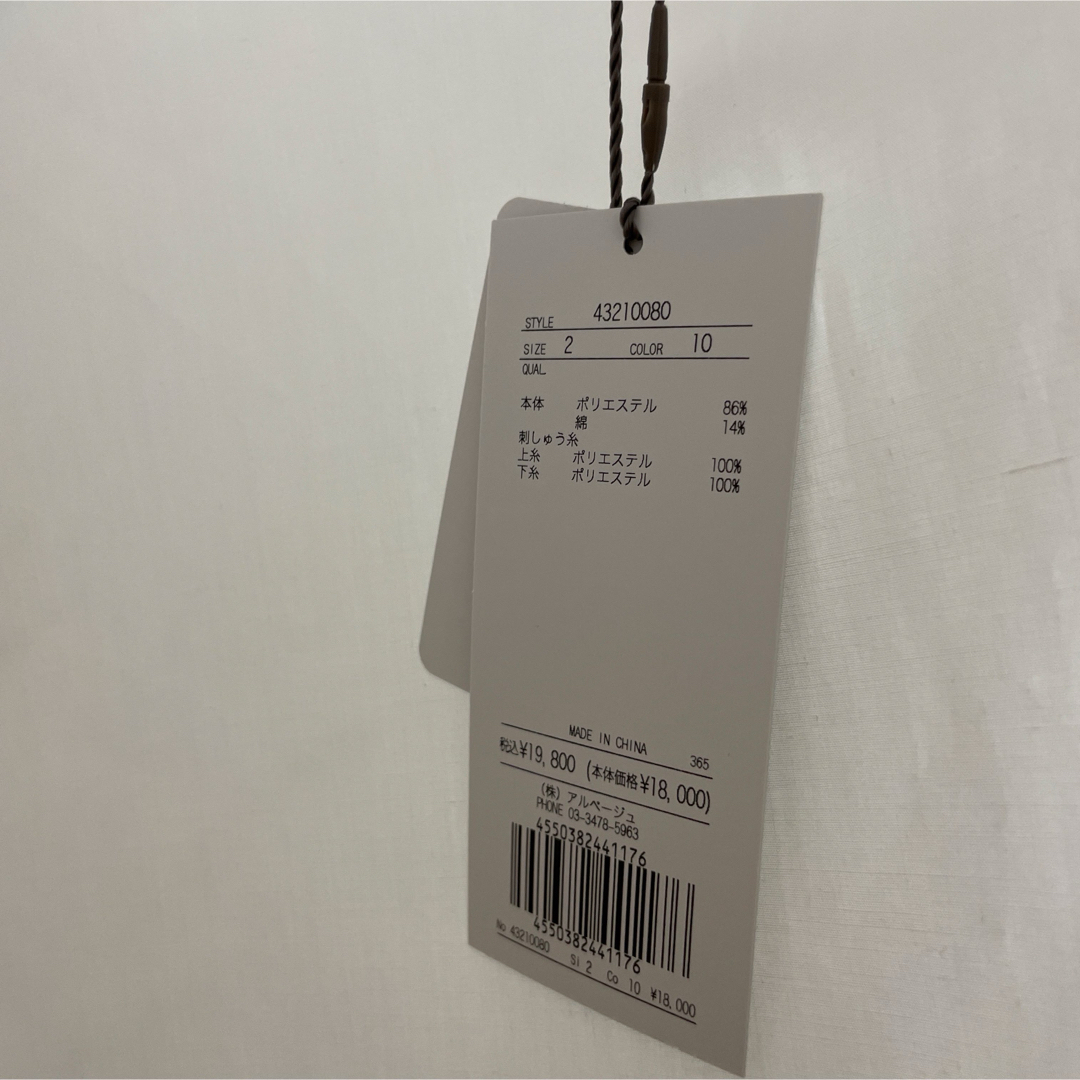 STYLE 43210080
SIZE 2 COLOR 10
QUAL
本体 ポリエステル 86%
綿 14%
刺しゅう糸
上糸 ポリエステル 100%
下糸 ポリエステル 100%
MADE IN CHINA 365
税込¥19,800 (本体価格¥18,000)
(株) アルページュ
PHONE 03-3478-5963
4550382441176
4550382441176
No 43210080 SI 2 Co 10 ¥18,000